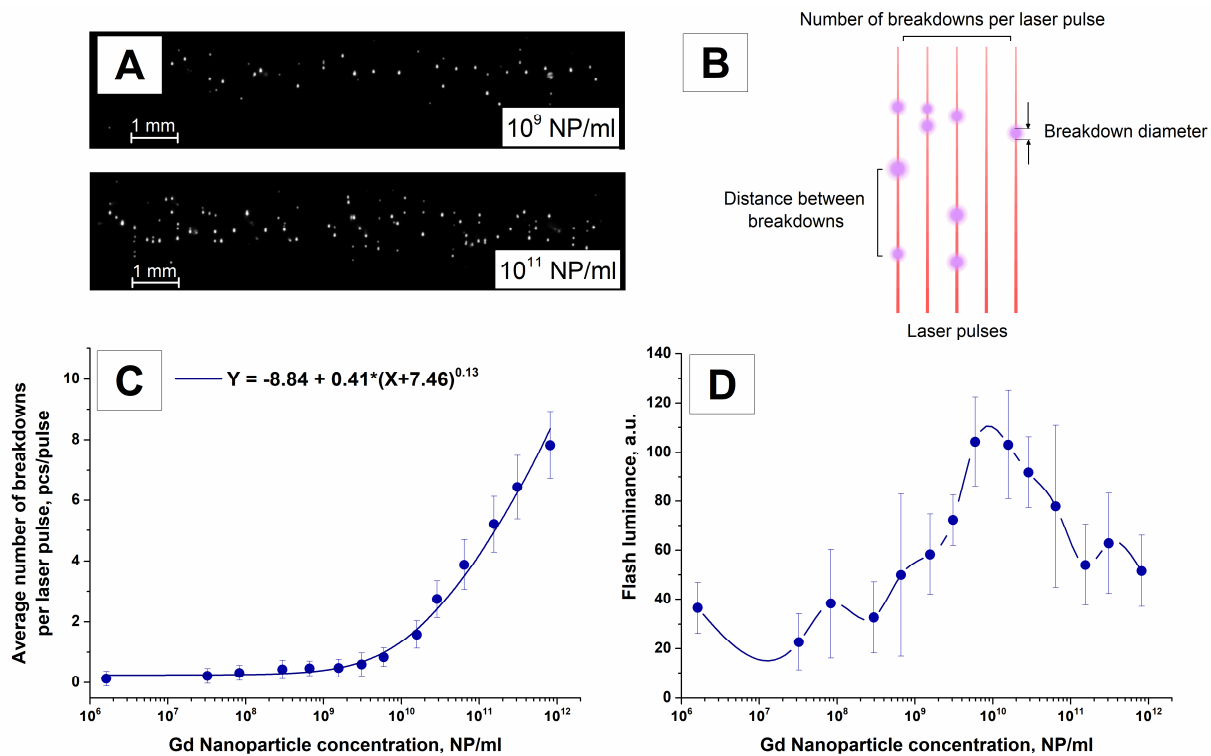 A
1 mm
10⁹ NP/ml
1 mm
10¹¹ NP/ml
B
Number of breakdowns per laser pulse
Breakdown diameter
Distance between
breakdowns
Laser pulses
C
Y = -8.84 + 0.41*(X+7.46)^0.13
Average number of breakdowns
per laser pulse, pcs/pulse
10
8
6
4
2
0
10⁶ 10⁷ 10⁸ 10⁹ 10¹⁰ 10¹¹ 10¹²
Gd Nanoparticle concentration, NP/ml
D
Flash luminance, a.u.
140
120
100
80
60
40
20
0
10⁶ 10⁷ 10⁸ 10⁹ 10¹⁰ 10¹¹ 10¹²
Gd Nanoparticle concentration, NP/ml